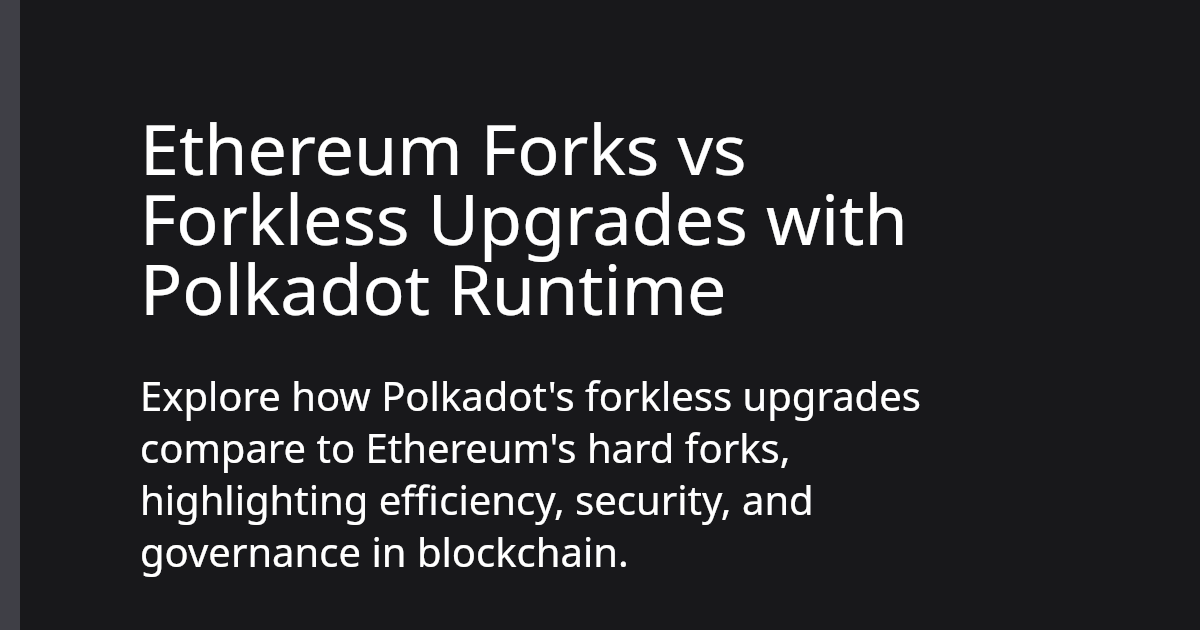 Ethereum Forks vs
Forkless Upgrades with
Polkadot Runtime
Explore how Polkadot's forkless upgrades
compare to Ethereum's hard forks,
highlighting efficiency, security, and
governance in blockchain.